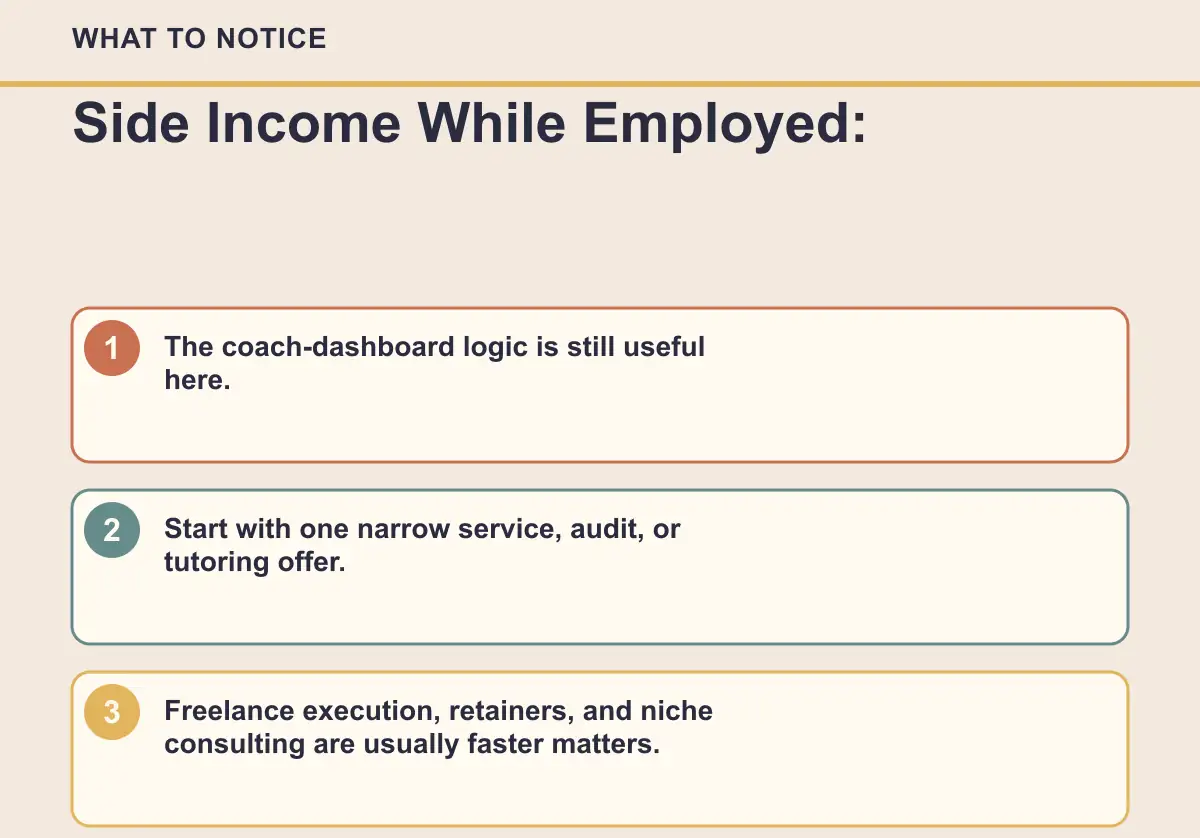 WHAT TO NOTICE
Side Income While Employed:
1
The coach-dashboard logic is still useful
here.
2
Start with one narrow service, audit, or
tutoring offer.
3
Freelance execution, retainers, and niche
consulting are usually faster matters.